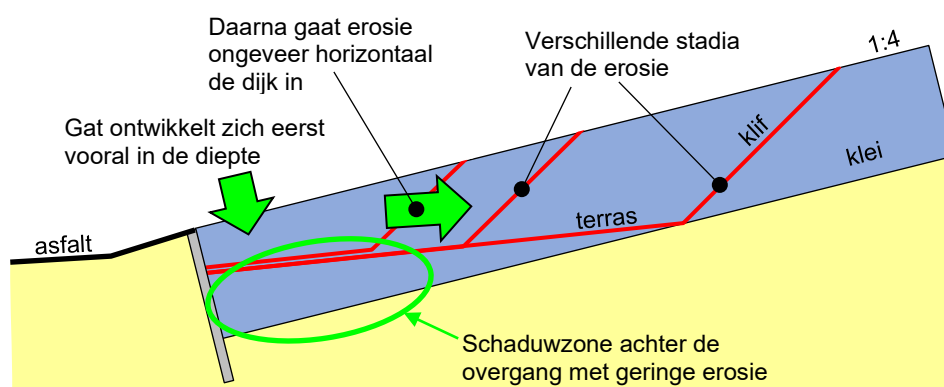 Daarna gaat erosie
ongeveer horizontaal
de dijk in
Verschillende stadia
van de erosie
1:4
Gat ontwikkelt zich eerst
vooral in de diepte
klif
klei
terras
asfalt
Schaduwzone achter de
overgang met geringe erosie